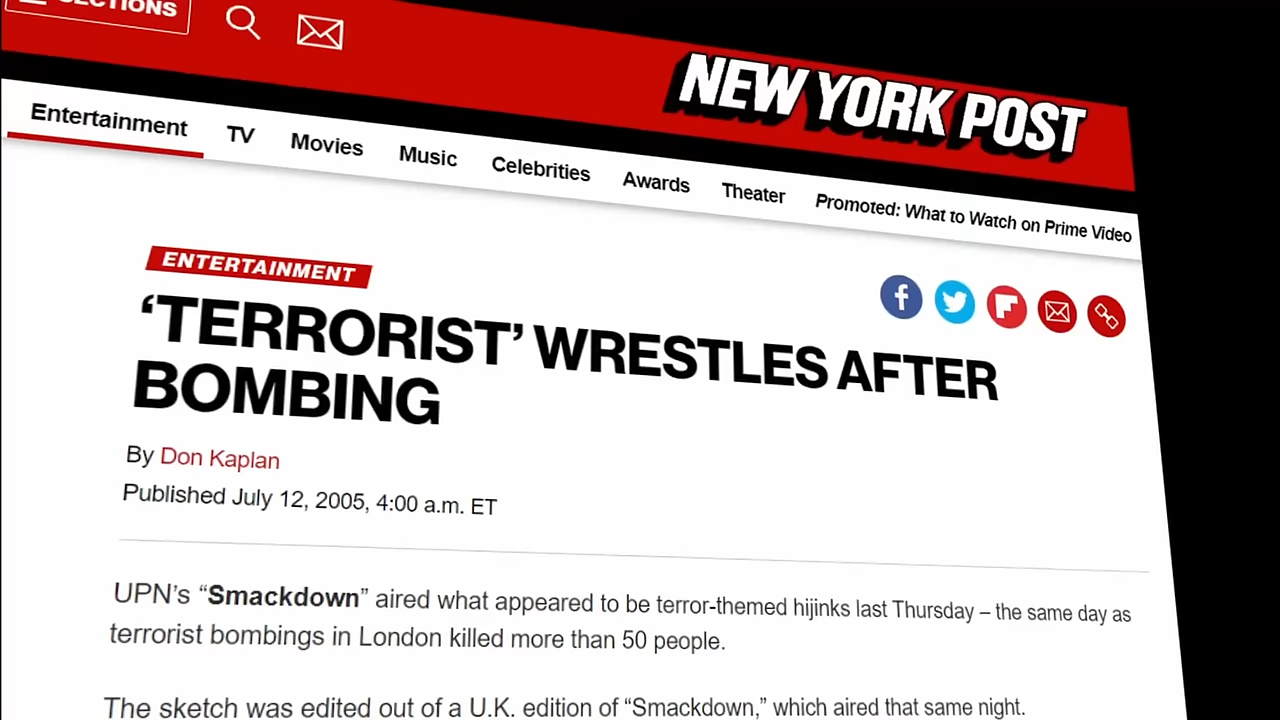 SECTIONS
NEW YORK POST
Entertainment TV Movies Music Celebrities Awards Theater Promoted: What to Watch on Prime Video
ENTERTAINMENT
‘TERRORIST’ WRESTLES AFTER
BOMBING
By Don Kaplan
Published July 12, 2005, 4:00 a.m. ET
UPN’s “Smackdown” aired what appeared to be terror-themed hijinks last Thursday – the same day as
terrorist bombings in London killed more than 50 people.
The sketch was edited out of a U.K. edition of “Smackdown,” which aired that same night.